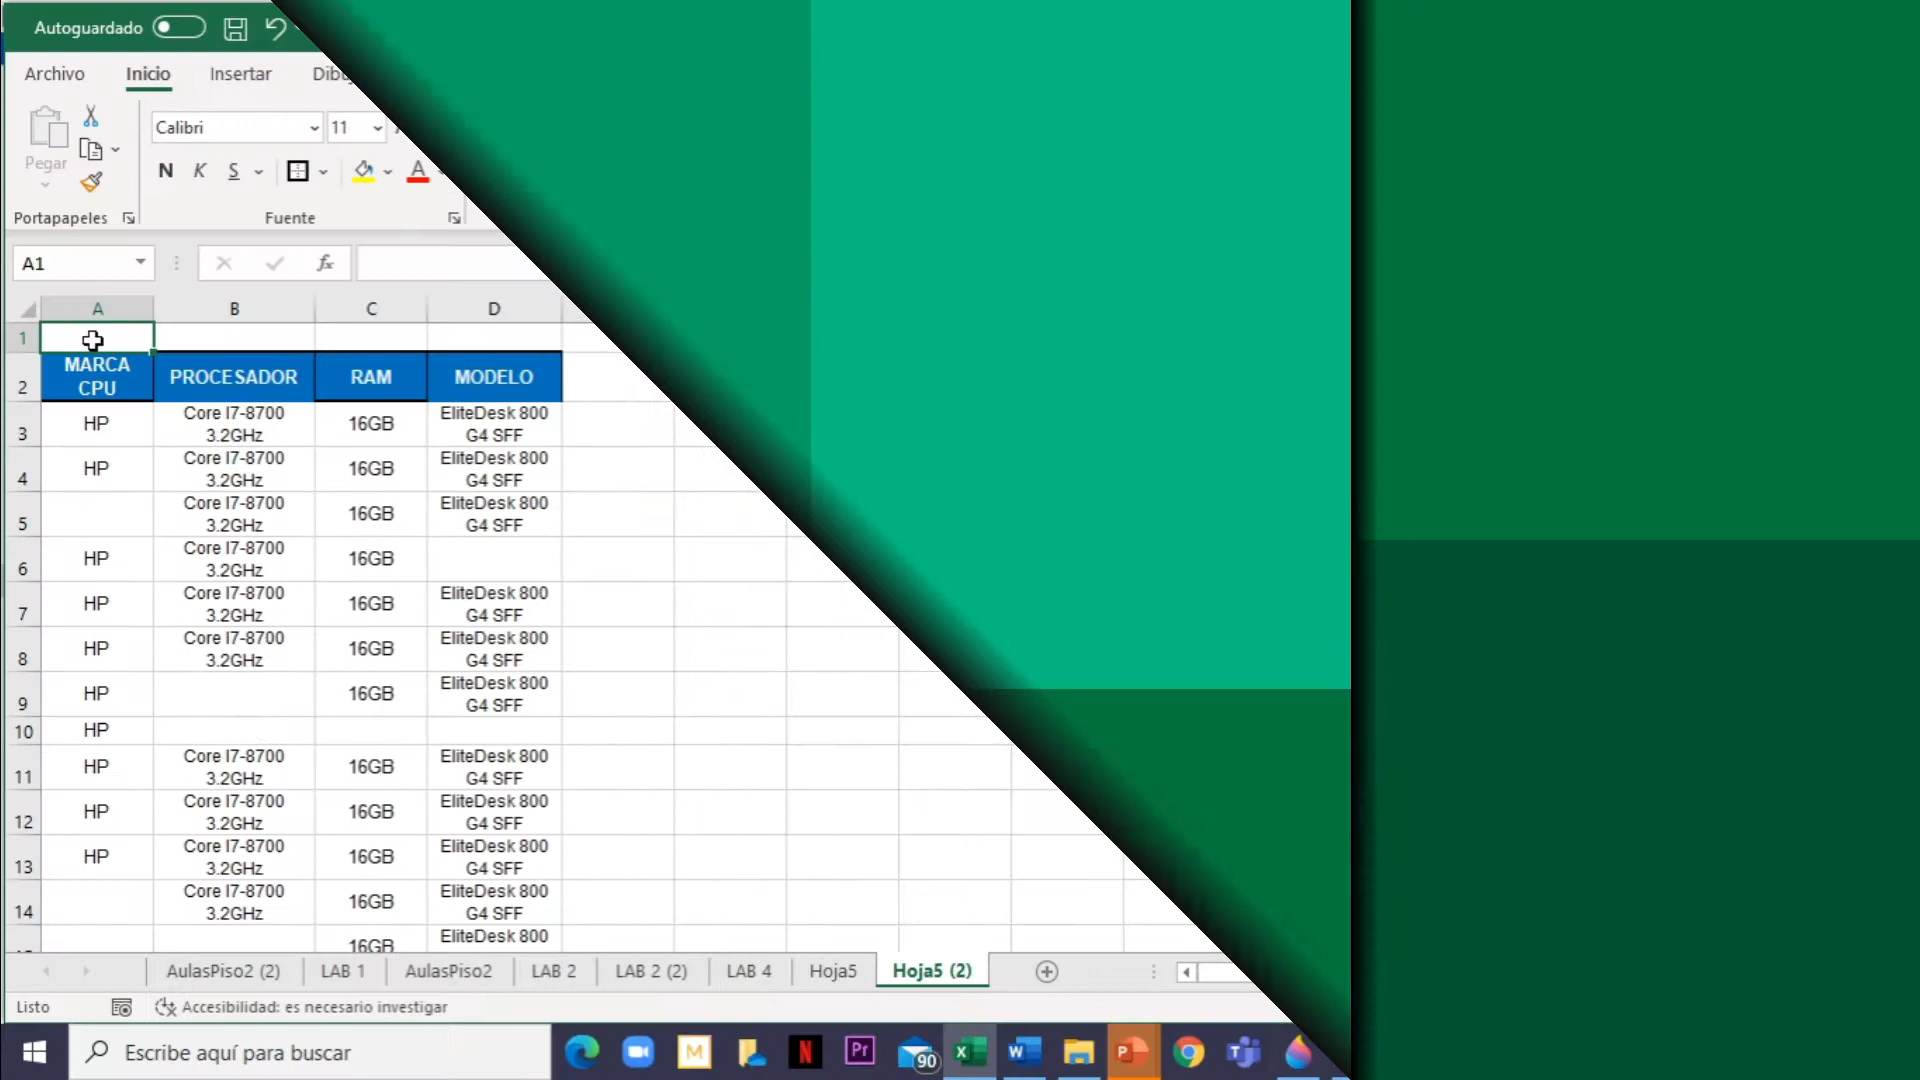 Autoguardado
Archivo Inicio Insertar
Pegar
Calibri 11
N K S A
Portapapeles Fuente
A1 fx
A B C D
1
2 MARCA CPU PROCESADOR RAM MODELO
3 HP Core I7-8700 3.2GHz 16GB EliteDesk 800 G4 SFF
4 HP Core I7-8700 3.2GHz 16GB EliteDesk 800 G4 SFF
5 Core I7-8700 3.2GHz 16GB EliteDesk 800 G4 SFF
6 HP Core I7-8700 3.2GHz 16GB
7 HP Core I7-8700 3.2GHz 16GB EliteDesk 800 G4 SFF
8 HP Core I7-8700 3.2GHz 16GB EliteDesk 800 G4 SFF
9 HP 16GB EliteDesk 800 G4 SFF
10 HP
11 HP Core I7-8700 3.2GHz 16GB EliteDesk 800 G4 SFF
12 HP Core I7-8700 3.2GHz 16GB EliteDesk 800 G4 SFF
13 HP Core I7-8700 3.2GHz 16GB EliteDesk 800 G4 SFF
14 Core I7-8700 3.2GHz 16GB EliteDesk 800 G4 SFF
16GB EliteDesk 800
AulasPiso2 (2) LAB 1 AulasPiso2 LAB 2 LAB 2 (2) LAB 4 Hoja5 Hoja5 (2)
Listo Accesibilidad: es necesario investigar
Escribe aquí para buscar M N Pr 90 X W P T